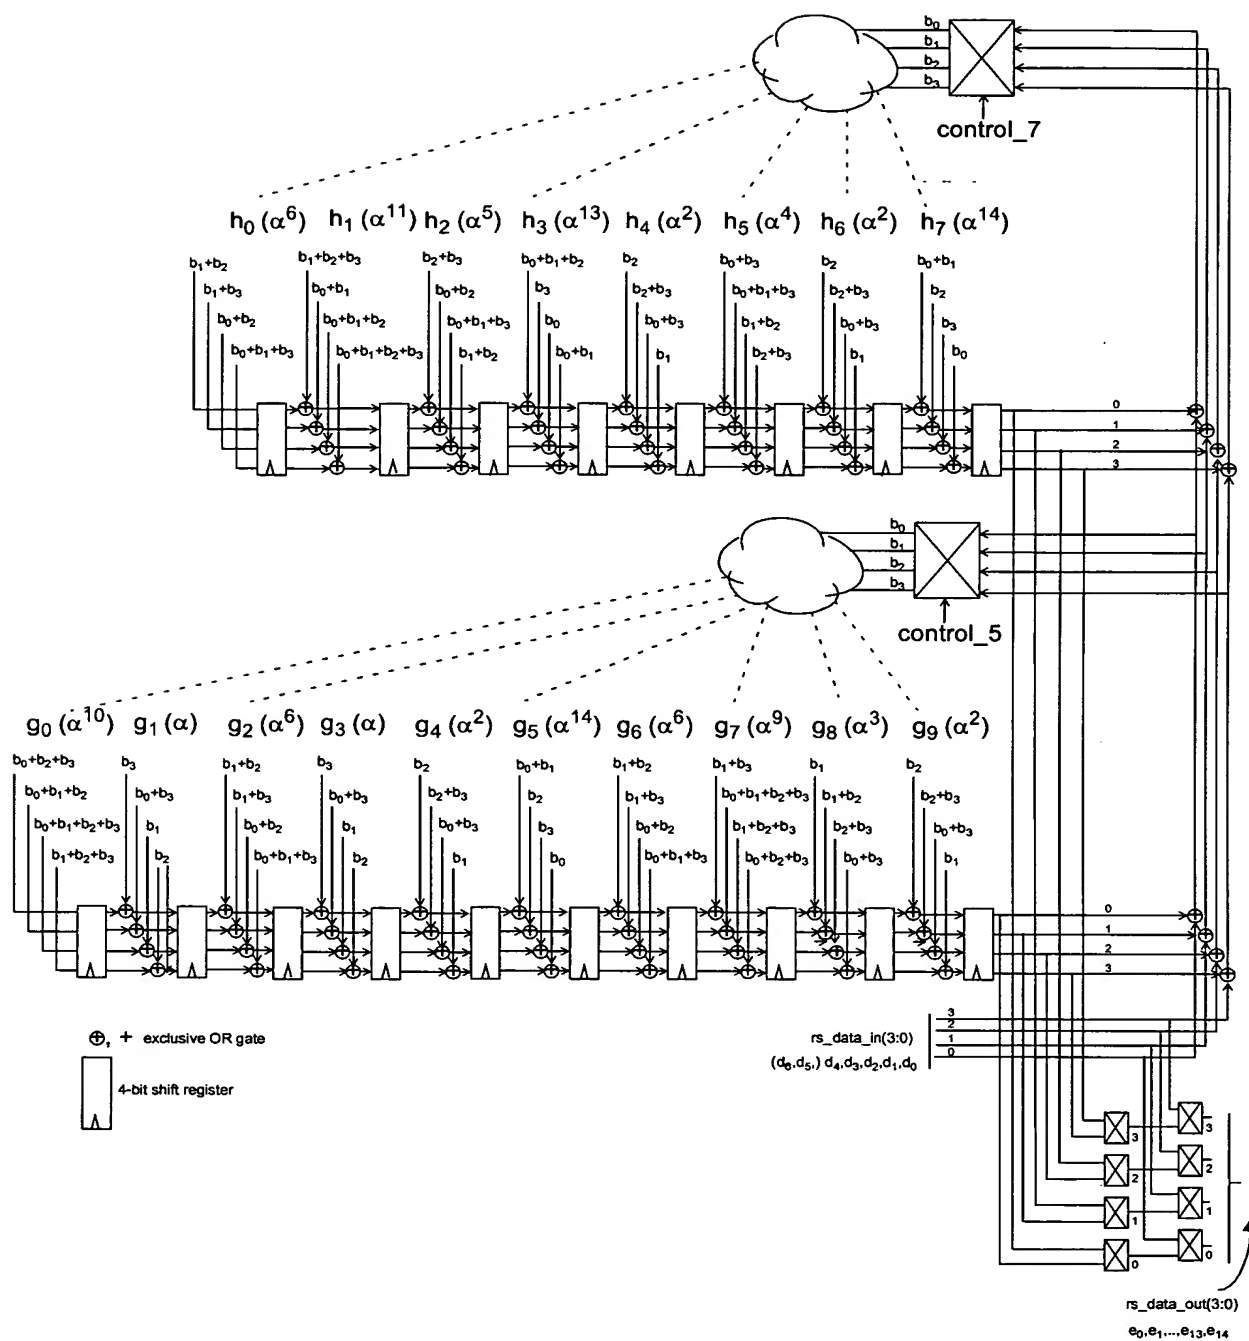 b₀
b₁
b₂
b₃
control_7
h₀ (α⁶) h₁ (α¹¹) h₂ (α⁵) h₃ (α¹³) h₄ (α²) h₅ (α⁴) h₆ (α²) h₇ (α¹⁴)
b₁+b₂ b₁+b₂+b₃ b₂+b₃ b₀+b₁+b₂ b₂ b₀+b₃ b₂ b₀+b₁
b₁+b₃ b₀+b₁ b₀+b₂ b₃ b₂+b₃ b₀+b₁+b₃ b₂+b₃ b₂
b₀+b₂ b₀+b₁+b₂ b₀+b₁+b₃ b₀ b₀+b₃ b₁+b₂ b₀+b₃ b₃
b₀+b₁+b₃ b₀+b₁+b₂+b₃ b₁+b₂ b₀+b₁ b₁ b₂+b₃ b₁ b₀
0
1
2
3
b₀
b₁
b₂
b₃
control_5
g₀ (α¹⁰) g₁ (α) g₂ (α⁶) g₃ (α) g₄ (α²) g₅ (α¹⁴) g₆ (α⁶) g₇ (α⁹) g₈ (α³) g₉ (α²)
b₀+b₂+b₃ b₃ b₁+b₂ b₃ b₂ b₀+b₁ b₁+b₂ b₁+b₃ b₁ b₂
b₀+b₁+b₂ b₀+b₃ b₁+b₃ b₀+b₃ b₂+b₃ b₂ b₁+b₃ b₀+b₁+b₂+b₃ b₁+b₂ b₂+b₃
b₀+b₁+b₂+b₃ b₁ b₀+b₂ b₁ b₀+b₃ b₃ b₀+b₂ b₁+b₂+b₃ b₂+b₃ b₀+b₃
b₁+b₂+b₃ b₂ b₀+b₁+b₃ b₂ b₁ b₀ b₀+b₁+b₃ b₀+b₂+b₃ b₀+b₃ b₁
0
1
2
3
⊕, + exclusive OR gate
4-bit shift register
rs_data_in(3:0)
(d₆,d₅,) d₄,d₃,d₂,d₁,d₀
3
2
1
0
3 3
2 2
1 1
0 0
rs_data_out(3:0)
e₀,e₁,...,e₁₃,e₁₄